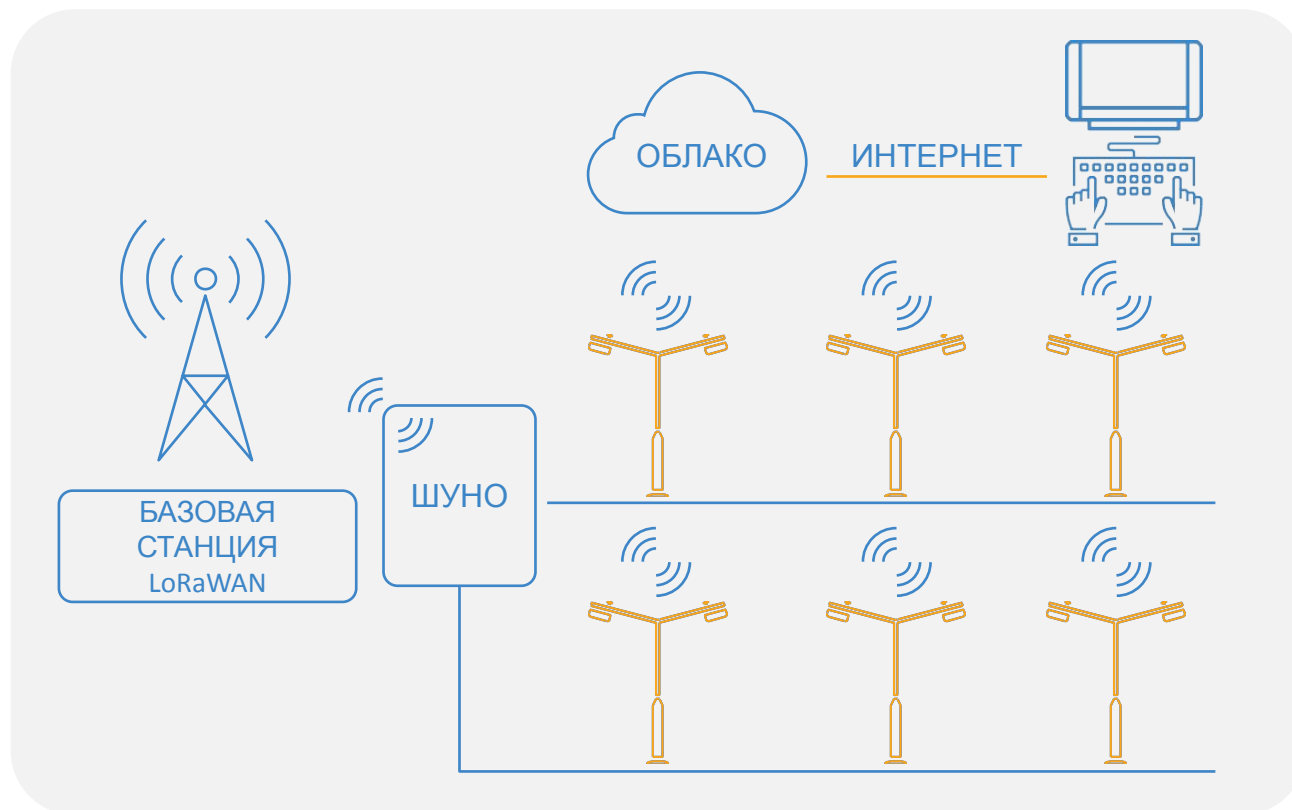 ОБЛАКО
ИНТЕРНЕТ
ШУНО
БАЗОВАЯ
СТАНЦИЯ
LoRaWAN